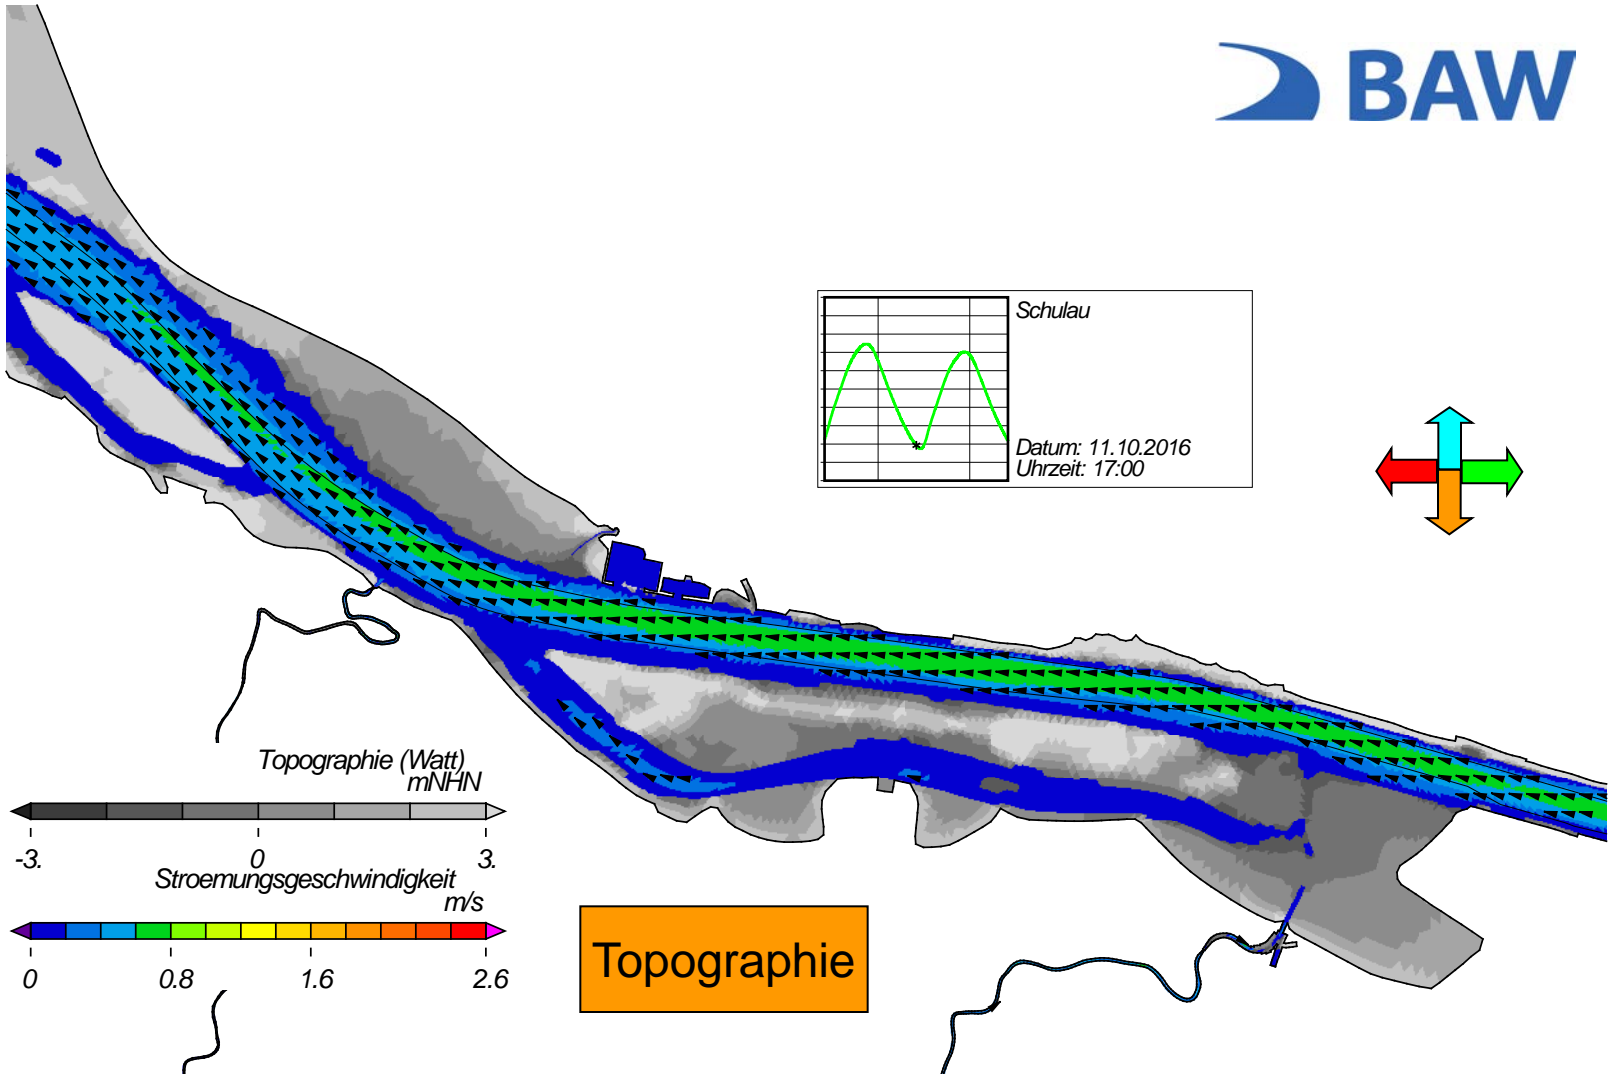 BAW
Schulau
Datum: 11.10.2016
Uhrzeit: 17:00
Topographie (Watt)
mNHN
-3. 0 3.
Stroemungsgeschwindigkeit
m/s
0 0.8 1.6 2.6
Topographie